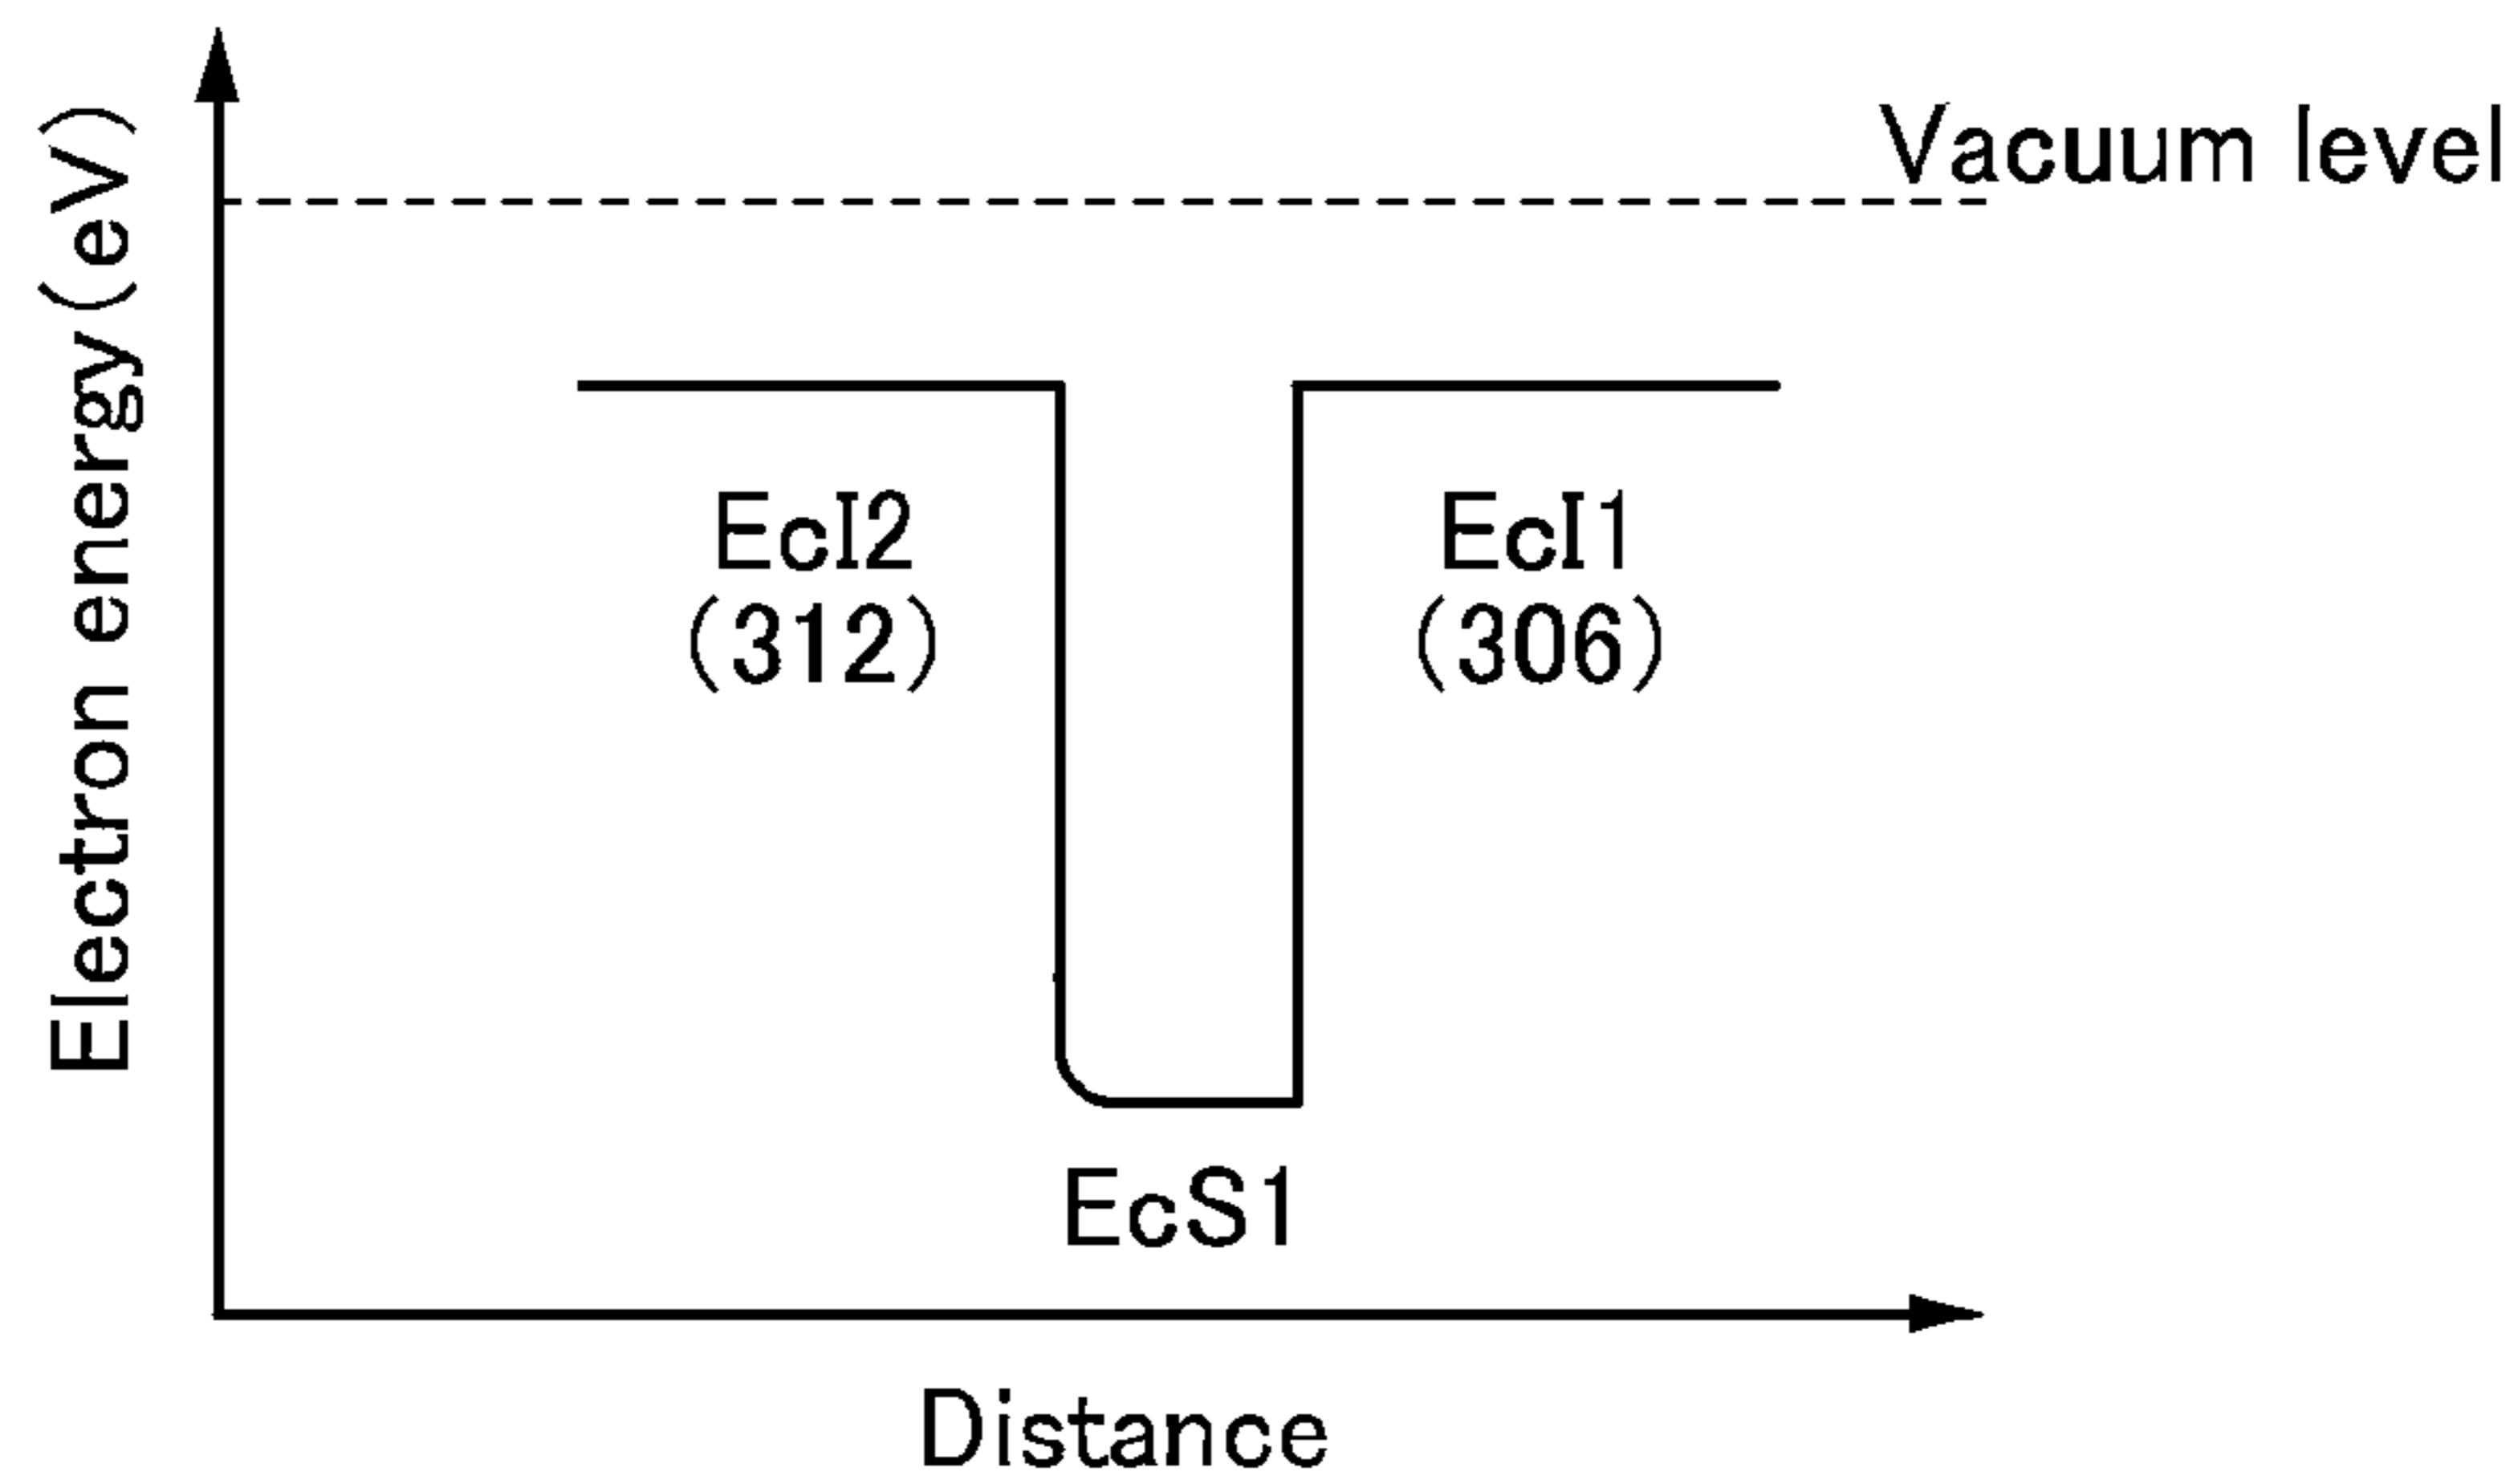 Electron energy(eV)
Vacuum level
EcI2
(312)
EcI1
(306)
EcS1
Distance